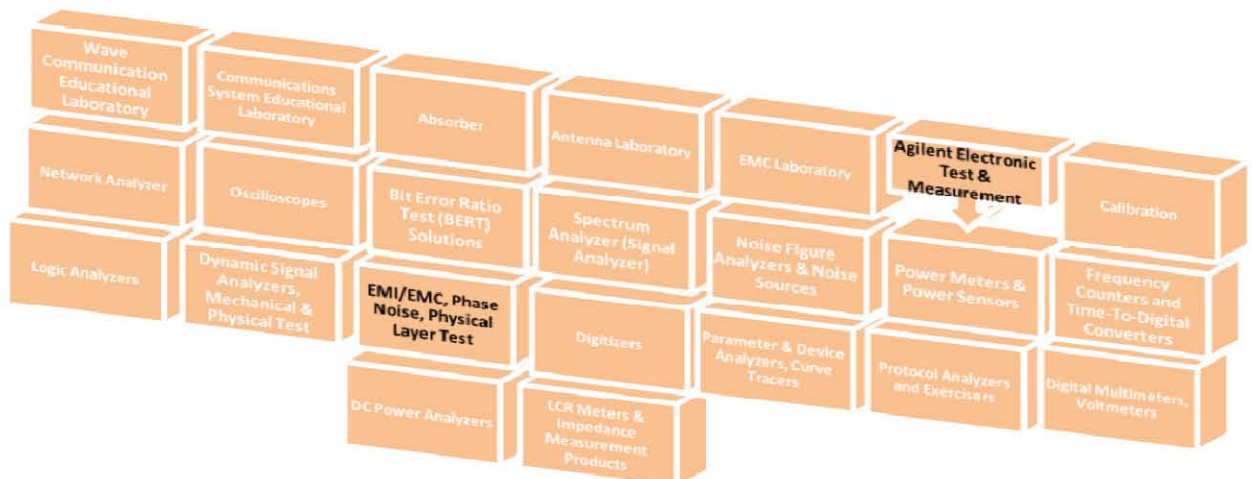 Wave
Communication
Educational
Laboratory
Communications
System Educational
Laboratory
Absorber
Antenna Laboratory
EMC Laboratory
Agilent Electronic
Test &
Measurement
Calibration
Network Analyzer
Oscilloscopes
Bit Error Ratio
Test (BERT)
Solutions
Spectrum
Analyzer (Signal
Analyzer)
Noise Figure
Analyzers & Noise
Sources
Power Meters &
Power Sensors
Frequency
Counters and
Time-To-Digital
Converters
Logic Analyzers
Dynamic Signal
Analyzers,
Mechanical &
Physical Test
EMI/EMC, Phase
Noise, Physical
Layer Test
Digitizers
Parameter & Device
Analyzers, Curve
Tracers
Protocol Analyzers
and Exercisers
Digital Multimeters,
Voltmeters
DC Power Analyzers
LCR Meters &
Impedance
Measurement
Products